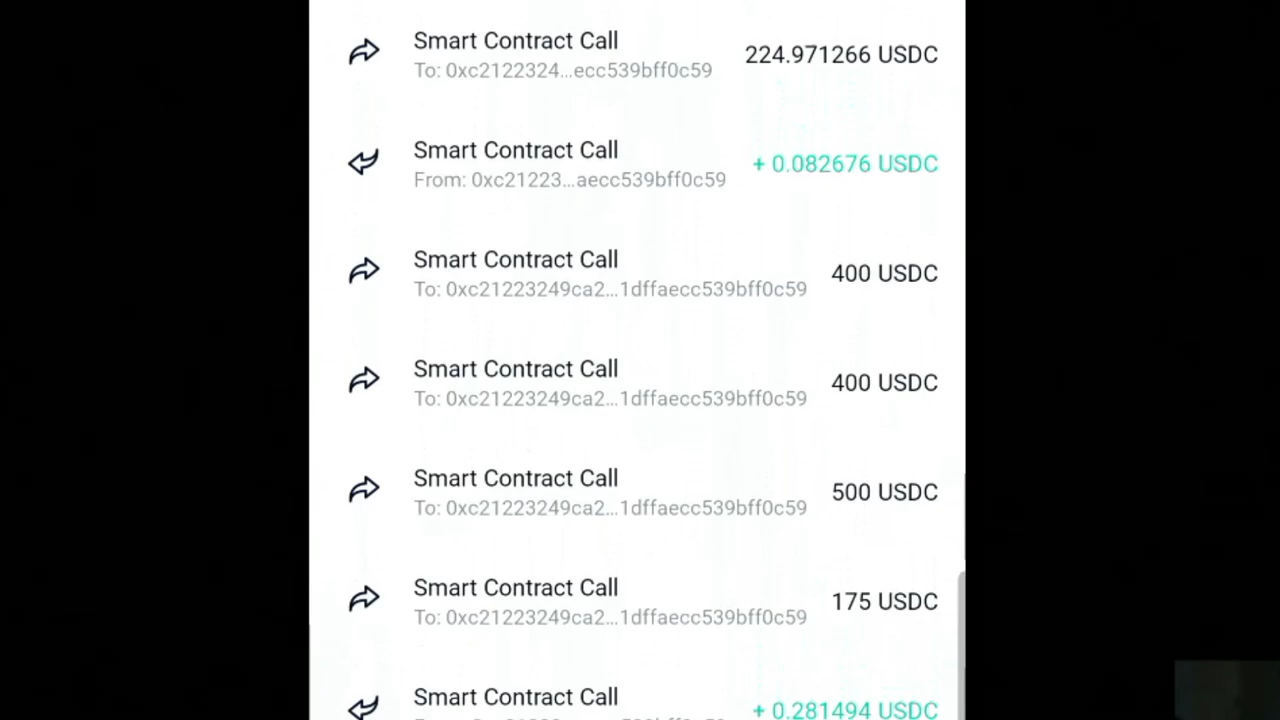 Smart Contract Call
224.971266 USDC
To: 0xc2122324...ecc539bff0c59
Smart Contract Call
+ 0.082676 USDC
From: 0xc21223...aecc539bff0c59
Smart Contract Call
400 USDC
To: 0xc21223249ca2...1dffaecc539bff0c59
Smart Contract Call
400 USDC
To: 0xc21223249ca2...1dffaecc539bff0c59
Smart Contract Call
500 USDC
To: 0xc21223249ca2...1dffaecc539bff0c59
Smart Contract Call
175 USDC
To: 0xc21223249ca2...1dffaecc539bff0c59
Smart Contract Call
+ 0.281494 USDC